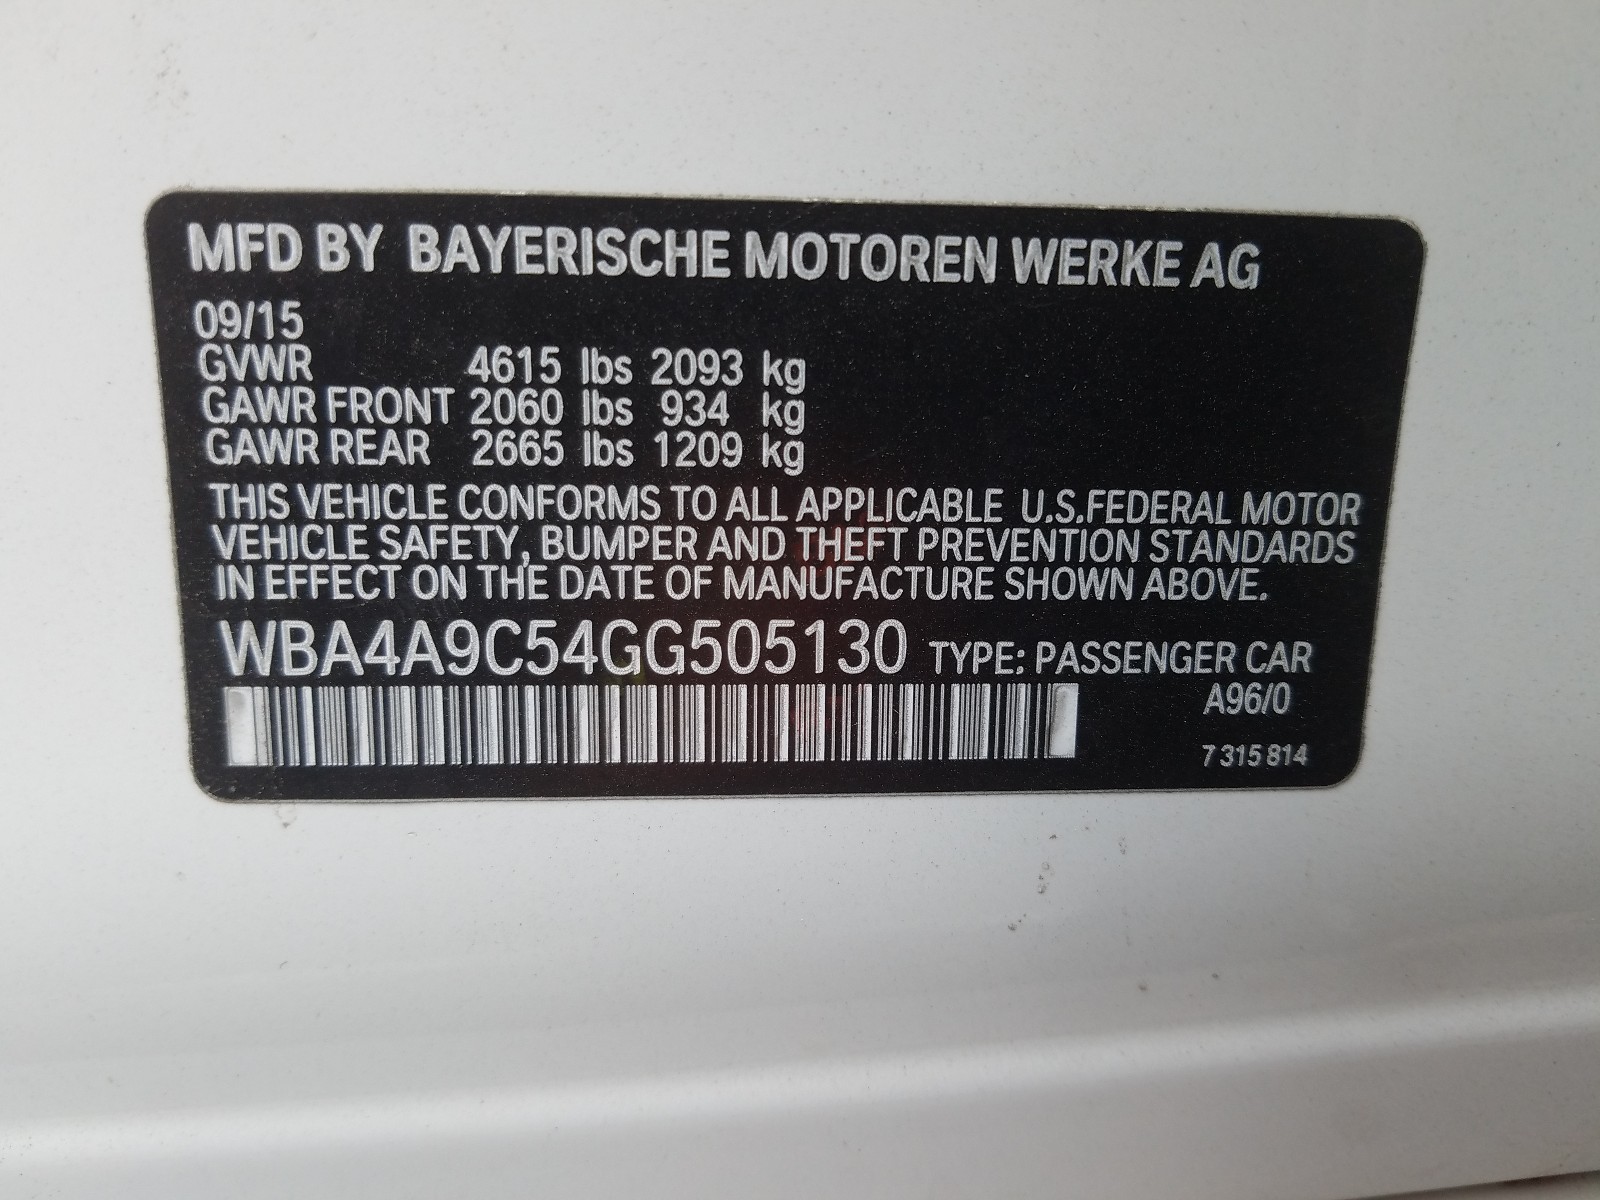 MFD BY BAYERISCHE MOTOREN WERKE AG
09/15
GVWR 4615 lbs 2093 kg
GAWR FRONT 2060 lbs 934 kg
GAWR REAR 2665 lbs 1209 kg
THIS VEHICLE CONFORMS TO ALL APPLICABLE U.S.FEDERAL MOTOR
VEHICLE SAFETY, BUMPER AND THEFT PREVENTION STANDARDS
IN EFFECT ON THE DATE OF MANUFACTURE SHOWN ABOVE.
WBA4A9C54GG505130 TYPE: PASSENGER CAR
A96/0
7 315 814